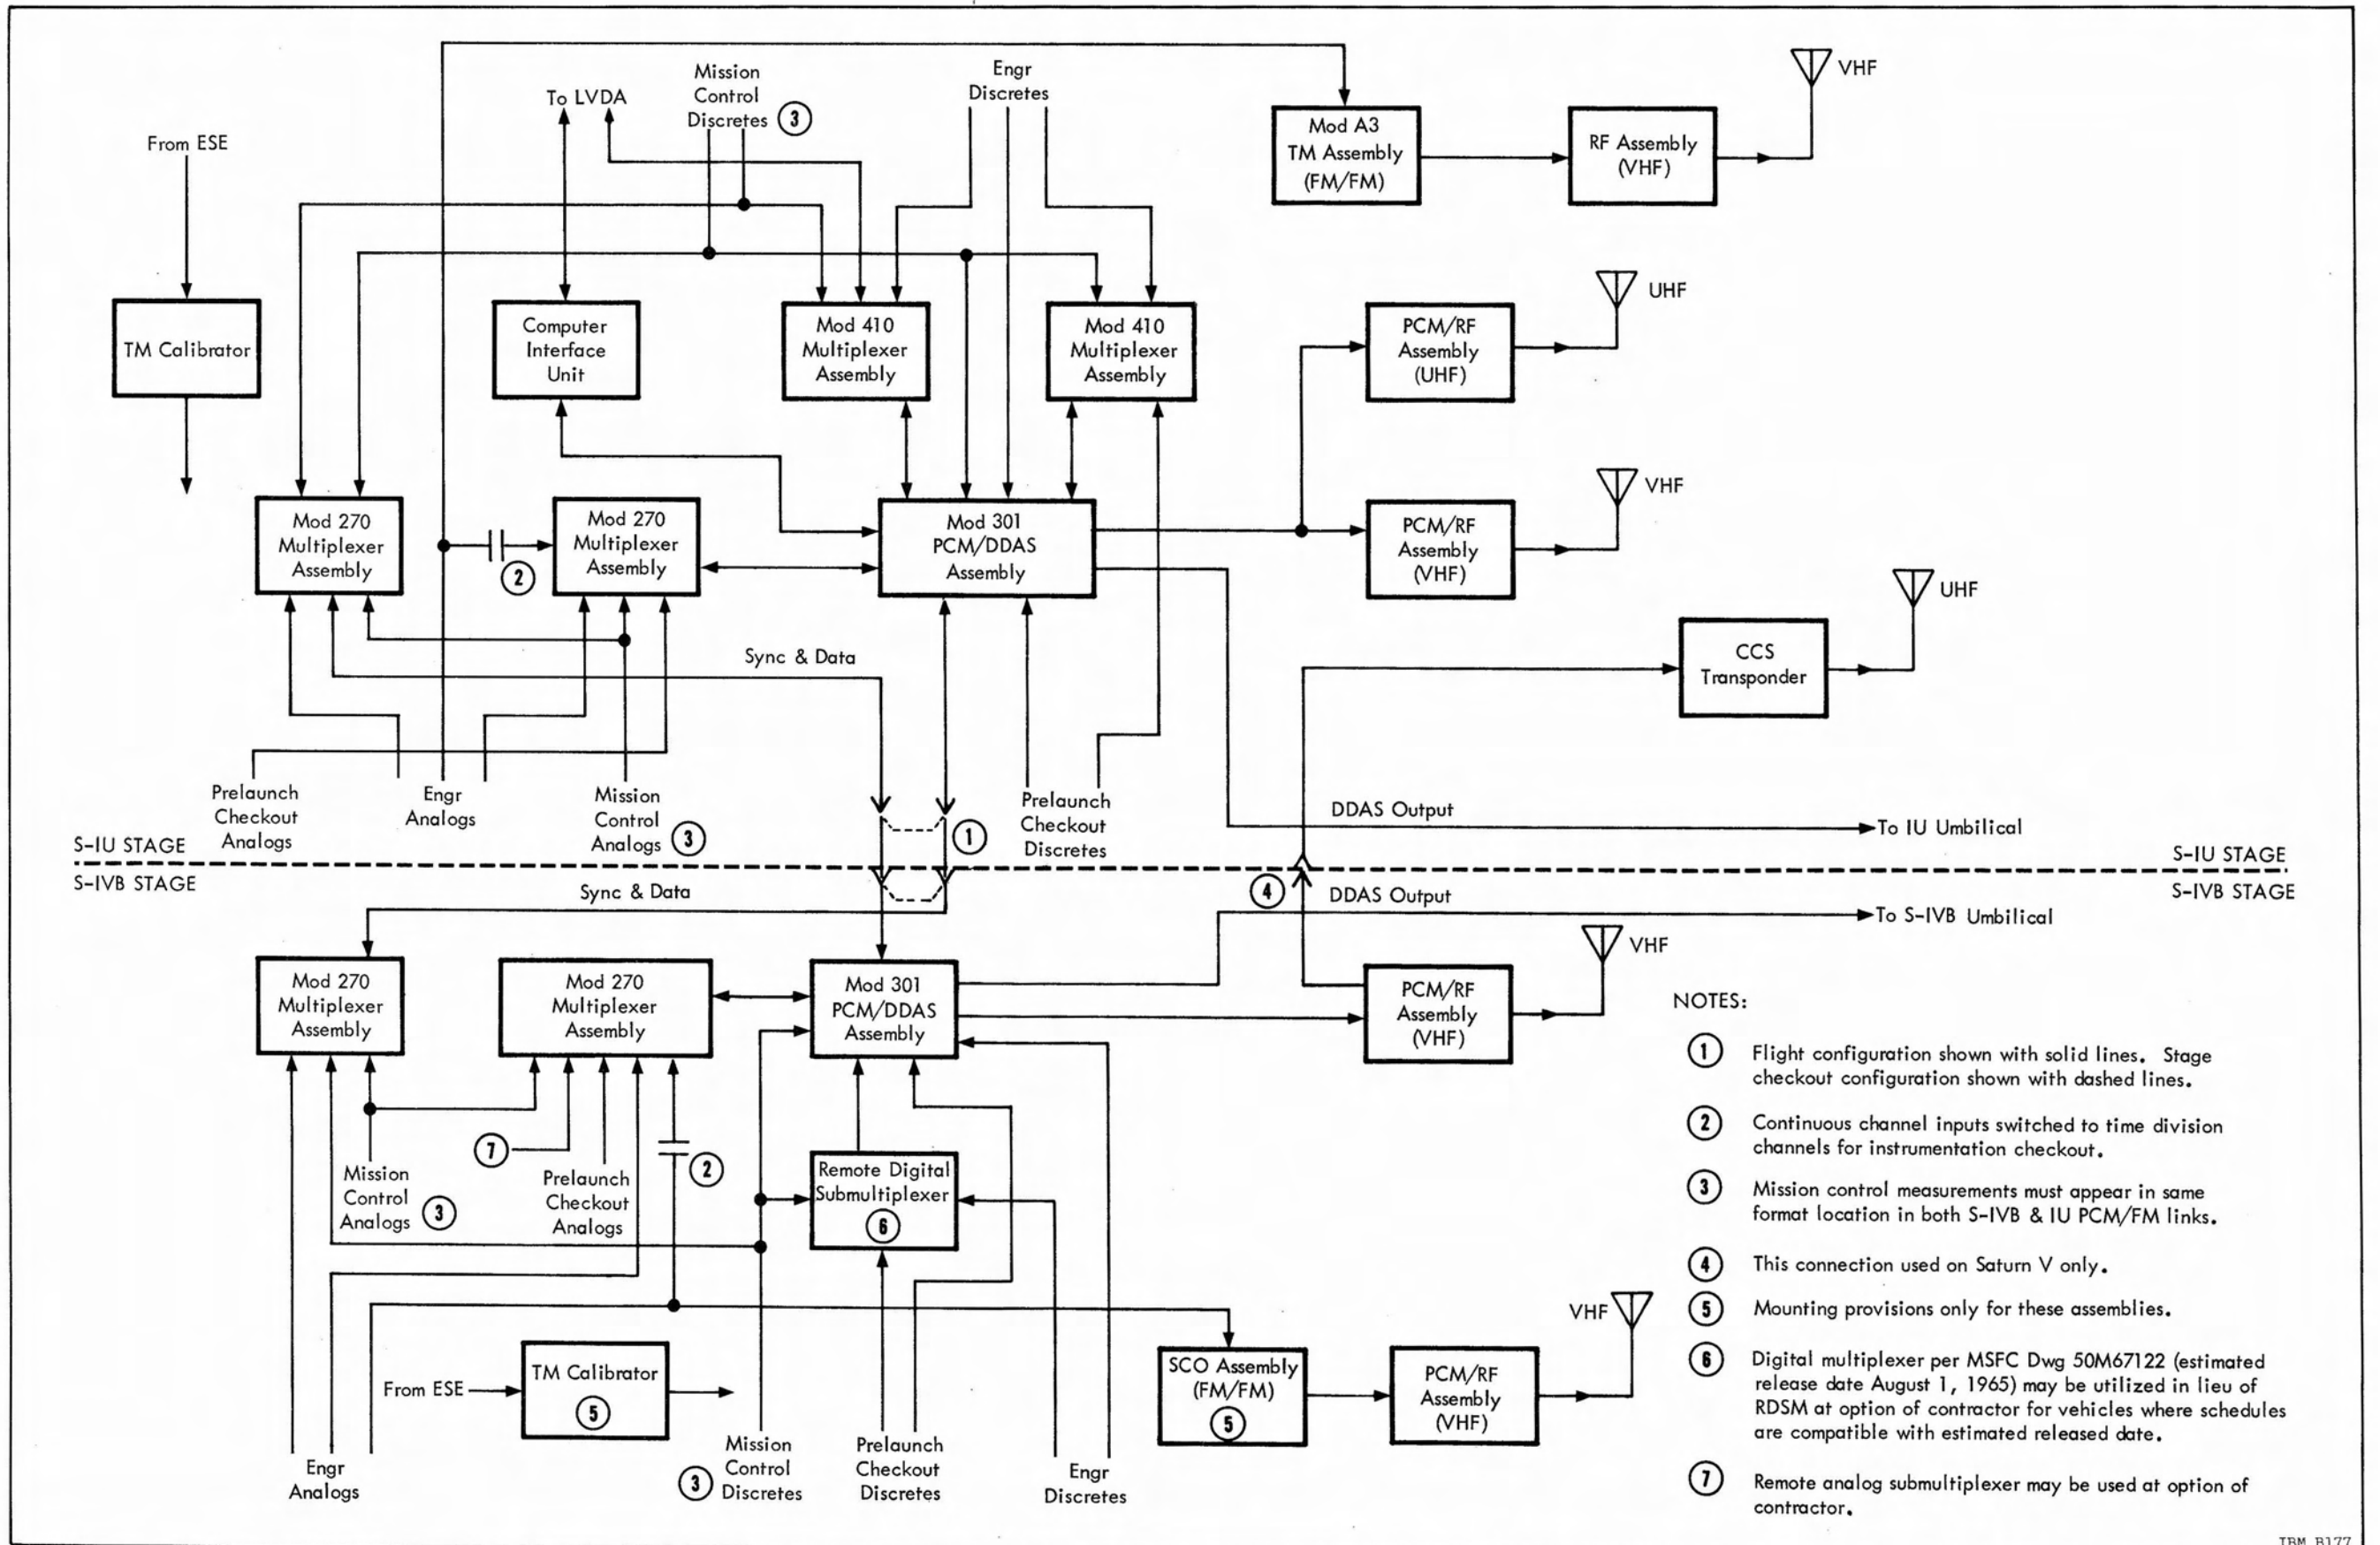 From ESE
To LVDA
Mission
Control
Discretes 3
Engr
Discretes
Mod A3
TM Assembly
(FM/FM)
RF Assembly
(VHF)
VHF
TM Calibrator
Computer
Interface
Unit
Mod 410
Multiplexer
Assembly
Mod 410
Multiplexer
Assembly
PCM/RF
Assembly
(UHF)
UHF
Mod 270
Multiplexer
Assembly
2
Mod 270
Multiplexer
Assembly
Mod 301
PCM/DDAS
Assembly
PCM/RF
Assembly
(VHF)
VHF
Sync & Data
CCS
Transponder
UHF
Prelaunch
Checkout
Analogs
Engr
Analogs
Mission
Control
Analogs 3
1
Prelaunch
Checkout
Discretes
DDAS Output
To IU Umbilical
S-IU STAGE
S-IU STAGE
S-IVB STAGE
S-IVB STAGE
Sync & Data
4
DDAS Output
To S-IVB Umbilical
Mod 270
Multiplexer
Assembly
Mod 270
Multiplexer
Assembly
Mod 301
PCM/DDAS
Assembly
PCM/RF
Assembly
(VHF)
VHF
Mission
Control
Analogs 3
7
Prelaunch
Checkout
Analogs
2
Remote Digital
Submultiplexer
6
From ESE
TM Calibrator
5
SCO Assembly
(FM/FM)
5
PCM/RF
Assembly
(VHF)
VHF
Engr
Analogs
Mission
Control
3 Discretes
Prelaunch
Checkout
Discretes
Engr
Discretes
NOTES:
1 Flight configuration shown with solid lines. Stage
checkout configuration shown with dashed lines.
2 Continuous channel inputs switched to time division
channels for instrumentation checkout.
3 Mission control measurements must appear in same
format location in both S-IVB & IU PCM/FM links.
4 This connection used on Saturn V only.
5 Mounting provisions only for these assemblies.
6 Digital multiplexer per MSFC Dwg 50M67122 (estimated
release date August 1, 1965) may be utilized in lieu of
RDSM at option of contractor for vehicles where schedules
are compatible with estimated released date.
7 Remote analog submultiplexer may be used at option of
contractor.
IBM B177